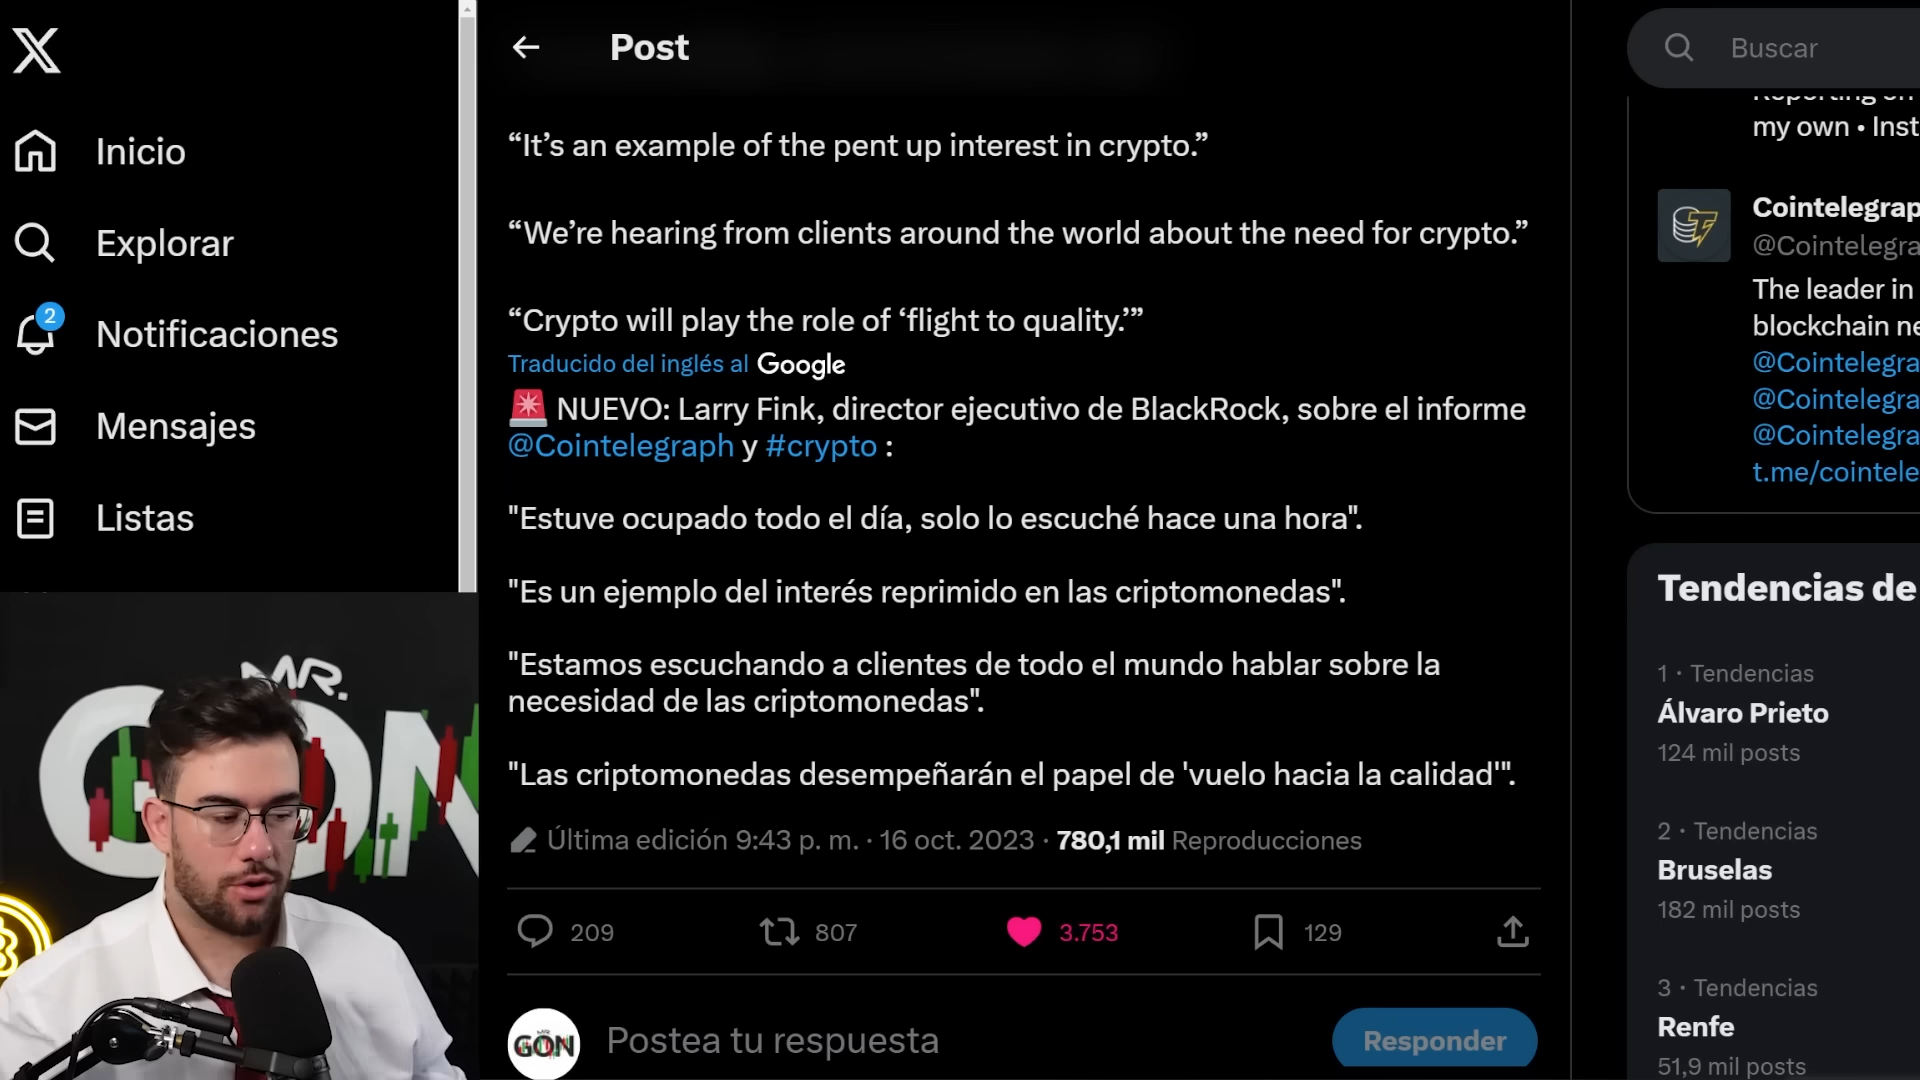 Post
Buscar
Inicio
Explorar
2
Notificaciones
Mensajes
Listas
“It’s an example of the pent up interest in crypto.”
“We’re hearing from clients around the world about the need for crypto.”
“Crypto will play the role of ‘flight to quality.’”
Traducido del inglés al Google
🚨 NUEVO: Larry Fink, director ejecutivo de BlackRock, sobre el informe
@Cointelegraph y #crypto :
"Estuve ocupado todo el día, solo lo escuché hace una hora".
"Es un ejemplo del interés reprimido en las criptomonedas".
"Estamos escuchando a clientes de todo el mundo hablar sobre la
necesidad de las criptomonedas".
"Las criptomonedas desempeñarán el papel de 'vuelo hacia la calidad'".
Última edición 9:43 p. m. · 16 oct. 2023 · 780,1 mil Reproducciones
209 807 3.753 129
MR.
GON
Postea tu respuesta
Responder
my own • Inst
Cointelegrap
@Cointelegra
The leader in
blockchain ne
@Cointelegra
@Cointelegra
@Cointelegra
t.me/cointele
Tendencias de
1 · Tendencias
Álvaro Prieto
124 mil posts
2 · Tendencias
Bruselas
182 mil posts
3 · Tendencias
Renfe
51,9 mil posts
MR.
GON